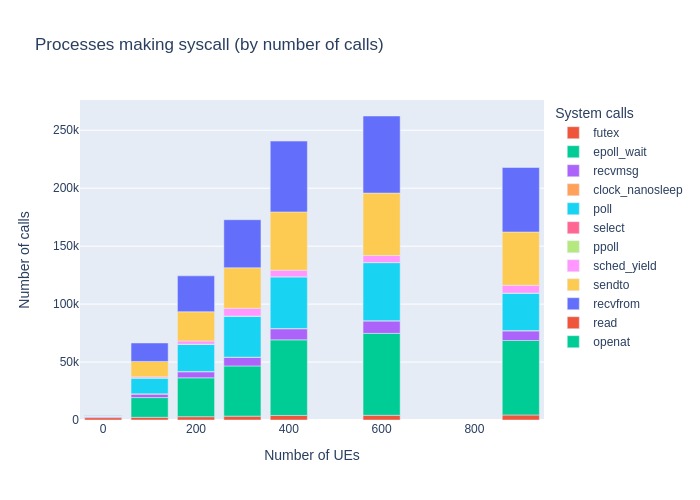 Processes making syscall (by number of calls)
System calls
futex
epoll_wait
recvmsg
clock_nanosleep
poll
select
ppoll
sched_yield
sendto
recvfrom
read
openat
Number of calls
250k
200k
150k
100k
50k
0
0 200 400 600 800
Number of UEs